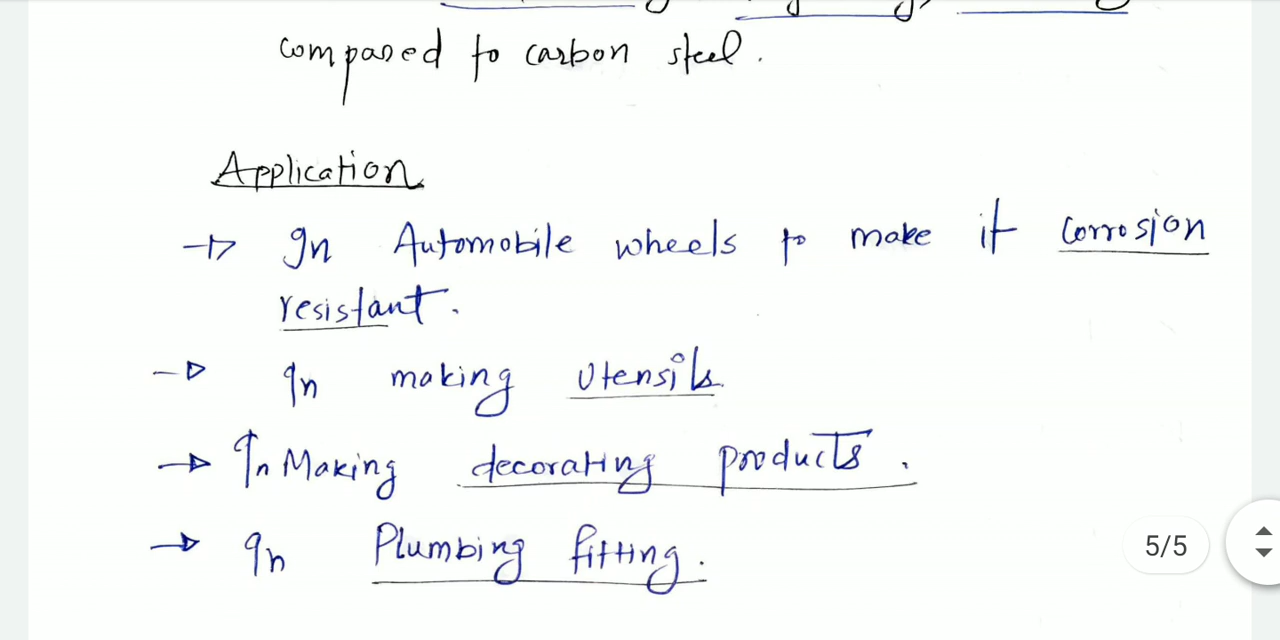 compared to carbon steel.
Application
→ In Automobile wheels to make it corrosion
resistant.
→ In making utensils.
→ In Making decorating products.
→ In Plumbing fitting.
5/5